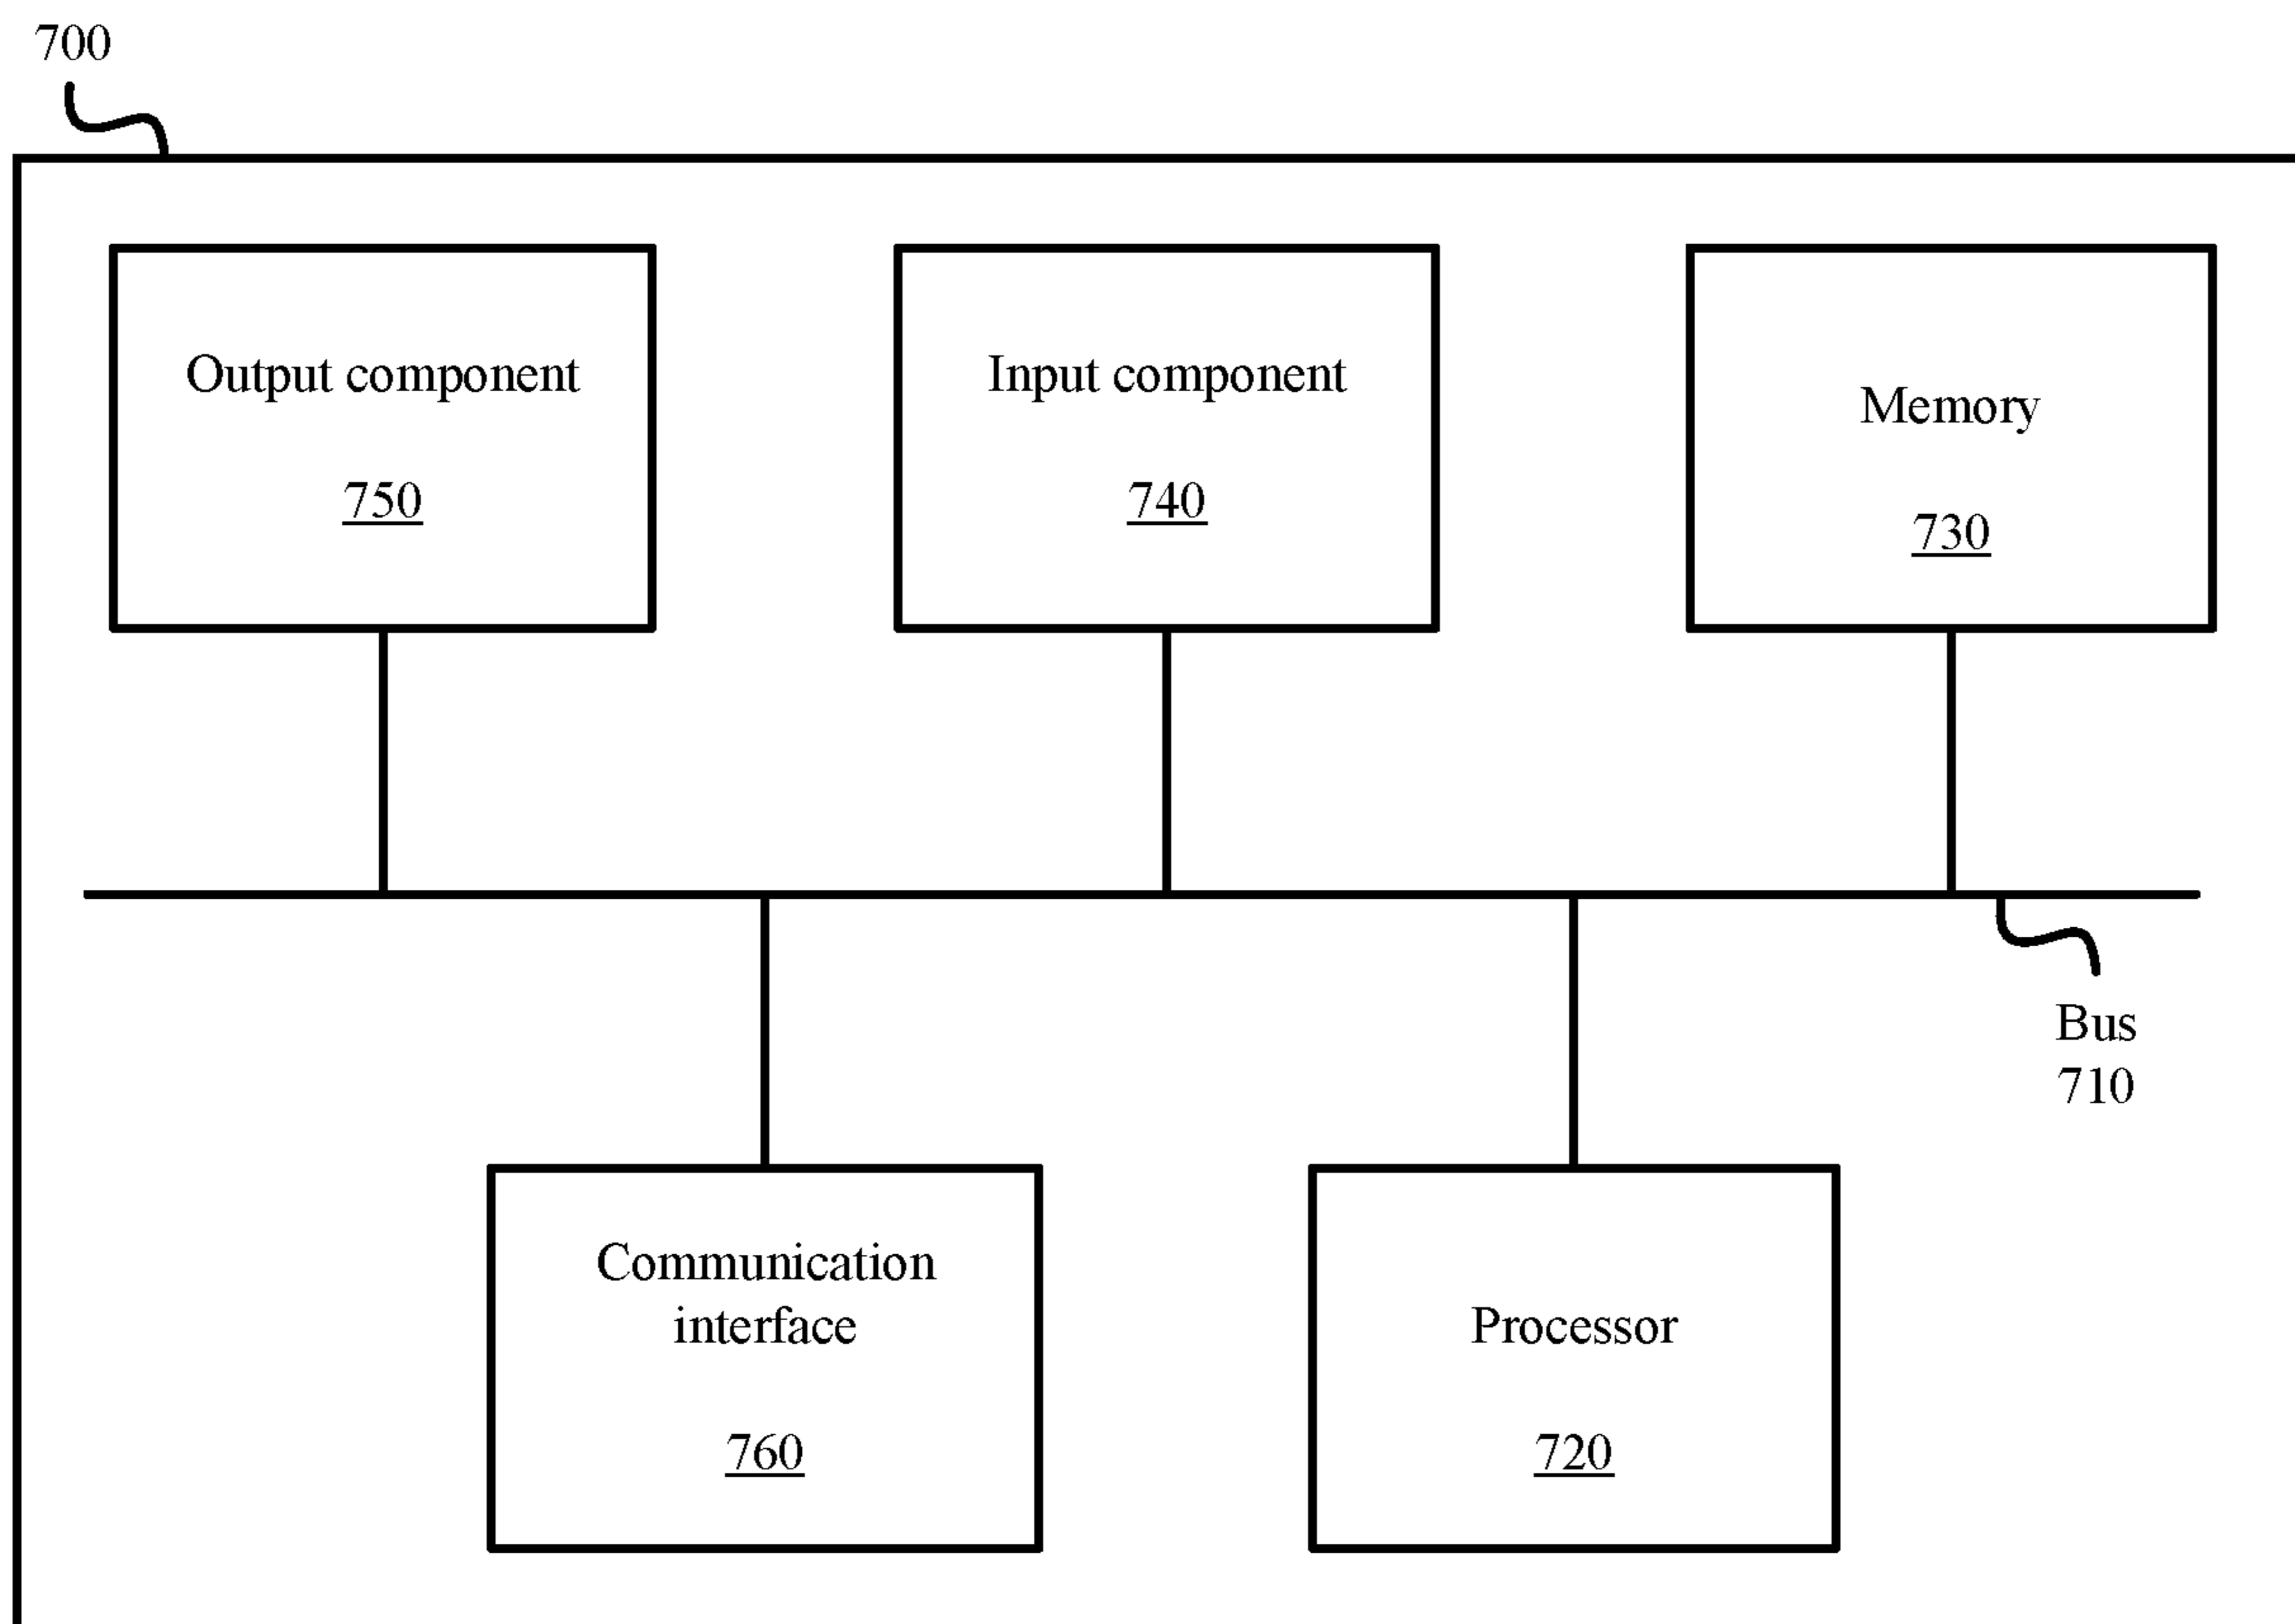 700
Output component
750
Input component
740
Memory
730
Bus
710
Communication
interface
760
Processor
720